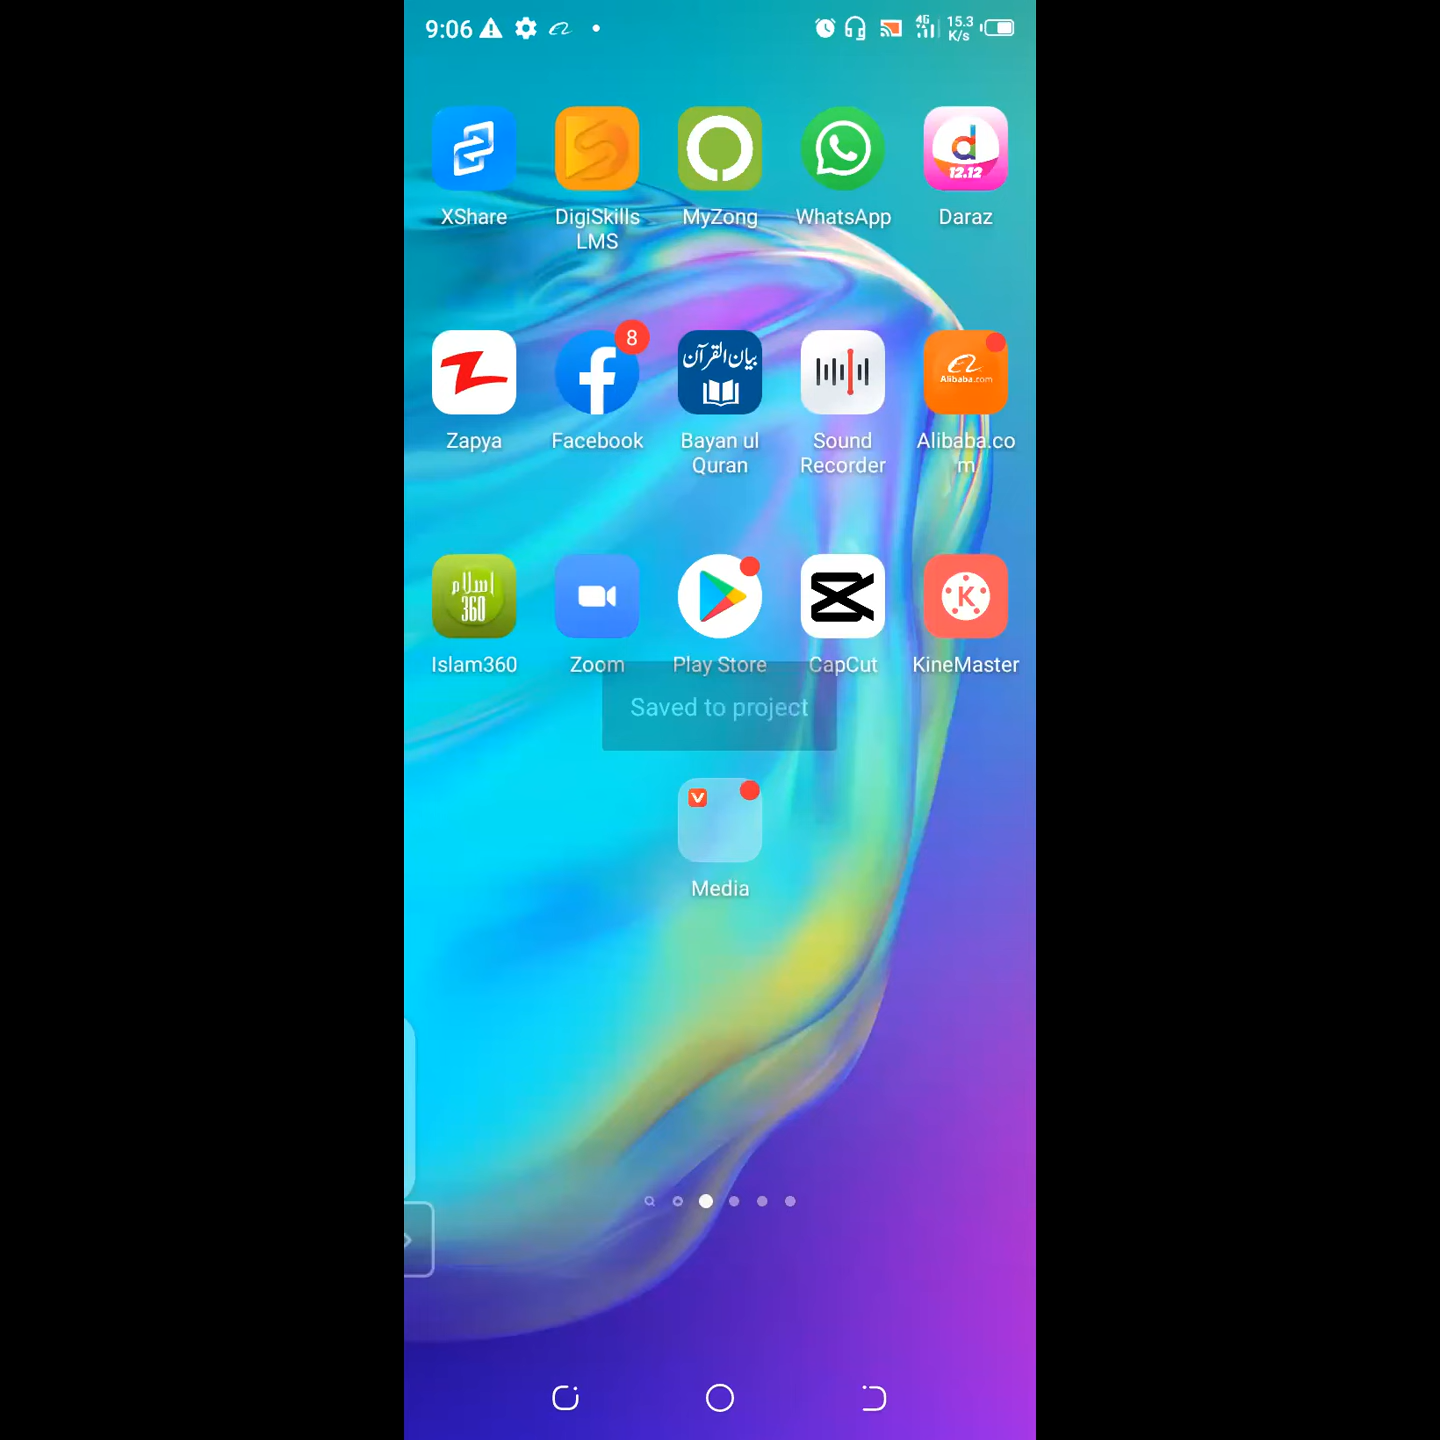 9:06
4G
15.3
K/s
d
12.12
XShare
DigiSkills
LMS
MyZong
WhatsApp
Daraz
8
بیان القرآن
Alibaba.com
Zapya
Facebook
Bayan ul
Quran
Sound
Recorder
Alibaba.co
m
اسلام
360
K
Islam360
Zoom
Play Store
CapCut
KineMaster
Saved to project
Media